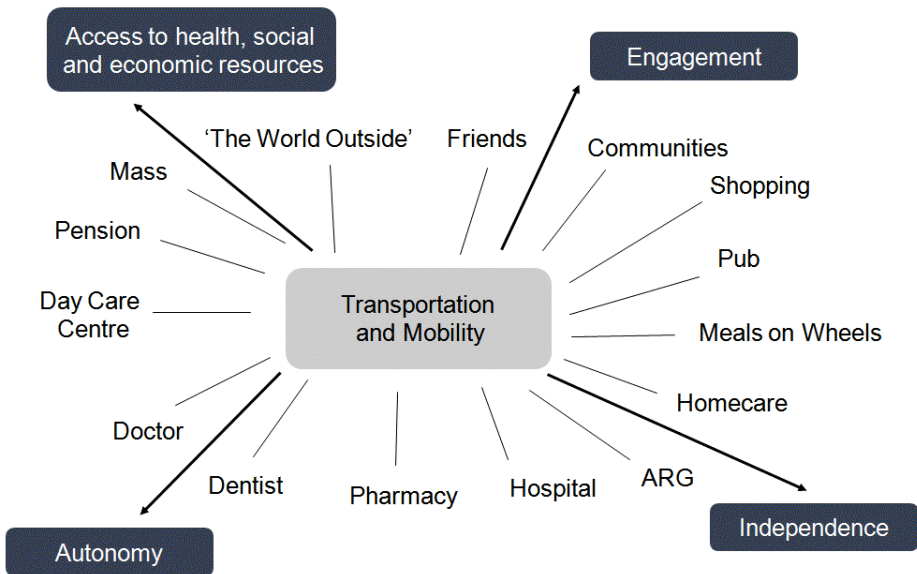 Access to health, social
and economic resources
Engagement
'The World Outside'
Friends
Communities
Mass
Shopping
Pension
Pub
Day Care
Centre
Transportation
and Mobility
Meals on Wheels
Homecare
Doctor
Dentist
Pharmacy
Hospital
ARG
Autonomy
Independence